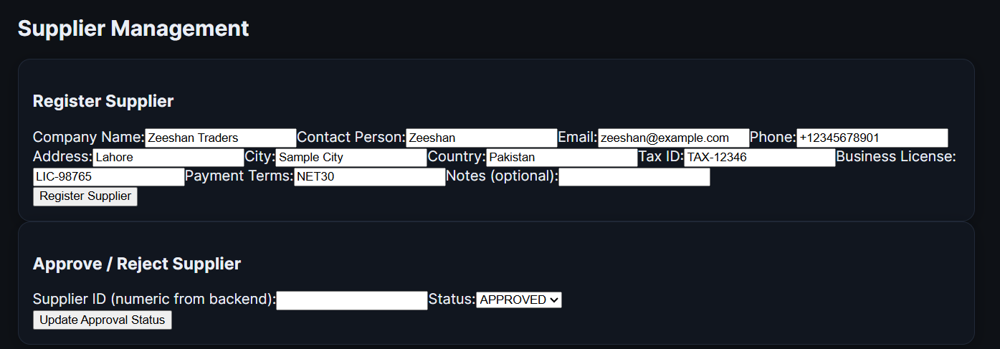 Supplier Management
Register Supplier
Company Name: Zeeshan Traders Contact Person: Zeeshan Email: zeeshan@example.com Phone: +12345678901
Address: Lahore City: Sample City Country: Pakistan Tax ID: TAX-12346 Business License:
LIC-98765 Payment Terms: NET30 Notes (optional):
Register Supplier
Approve / Reject Supplier
Supplier ID (numeric from backend): Status: APPROVED
Update Approval Status